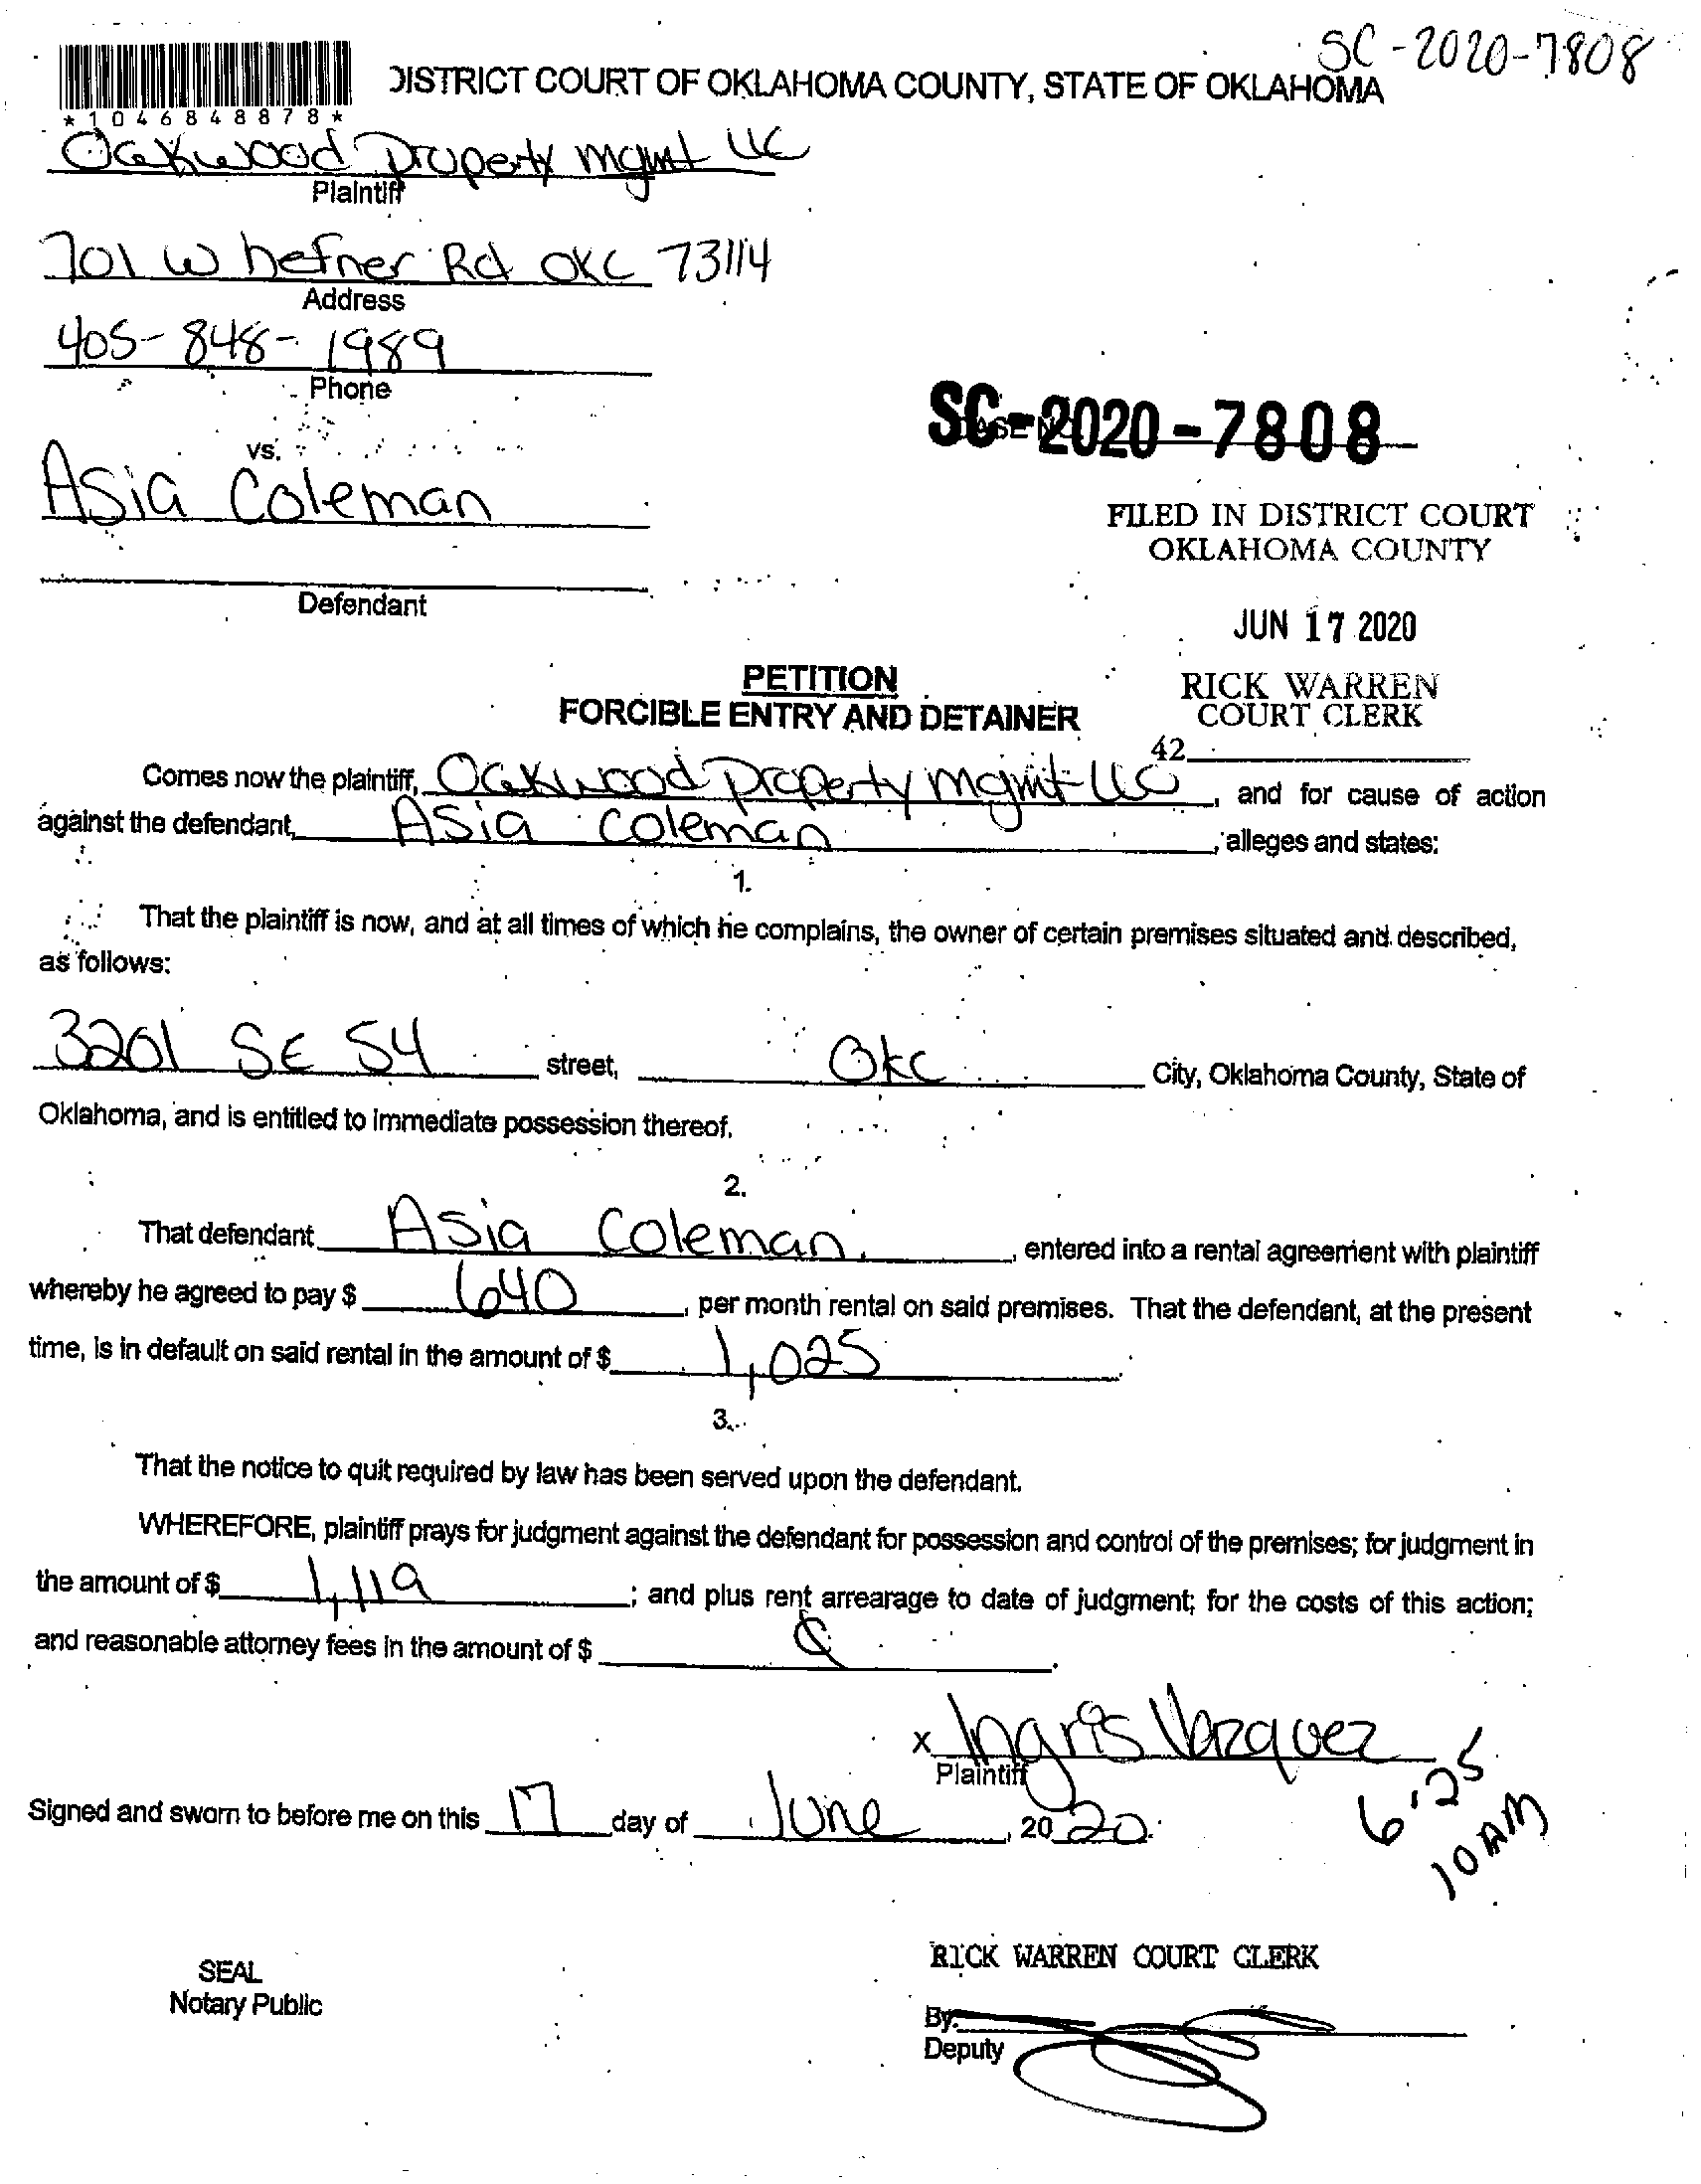 SC-2020-7808
DISTRICT COURT OF OKLAHOMA COUNTY, STATE OF OKLAHOMA
*1046848878*
Oakwood Property mgmt LLC
Plaintiff
701 W hefner Rd OKC 73114
Address
405-848-1989
Phone
vs.
SC-2020-7808
Asia Coleman
FILED IN DISTRICT COURT
OKLAHOMA COUNTY
Defendant
JUN 17 2020
PETITION
RICK WARREN
FORCIBLE ENTRY AND DETAINER
COURT CLERK
42
Comes now the plaintiff, Oakwood Property mgmt LLC, and for cause of action
against the defendant, Asia Coleman, alleges and states:
1.
That the plaintiff is now, and at all times of which he complains, the owner of certain premises situated and described,
as follows:
3201 SE 54 street, OKC City, Oklahoma County, State of
Oklahoma, and is entitled to immediate possession thereof.
2.
That defendant Asia Coleman, entered into a rental agreement with plaintiff
whereby he agreed to pay $ 640, per month rental on said premises. That the defendant, at the present
time, is in default on said rental in the amount of $ 1,025.
3.
That the notice to quit required by law has been served upon the defendant.
WHEREFORE, plaintiff prays for judgment against the defendant for possession and control of the premises; for judgment in
the amount of $ 1,119; and plus rent arrearage to date of judgment; for the costs of this action;
and reasonable attorney fees in the amount of $
x Ingris Vazquez
Plaintiff
6-25
10 AM
Signed and sworn to before me on this 17 day of June, 2020.
RICK WARREN COURT CLERK
SEAL
Notary Public
By:
Deputy